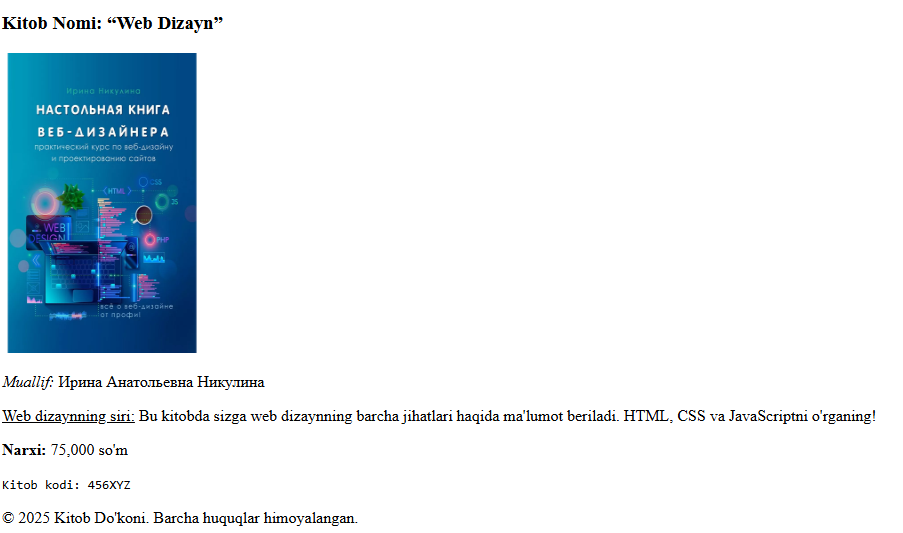 Kitob Nomi: “Web Dizayn”
Ирина Никулина
НАСТОЛЬНАЯ КНИГА
ВЕБ-ДИЗАЙНЕРА
практический курс по веб-дизайну
и проектированию сайтов
CSS
HTML
JS
WEB
DESIGN
PHP
всё о веб-дизайне
от профи!
Muallif: Ирина Анатольевна Никулина
Web dizaynning siri: Bu kitobda sizga web dizaynning barcha jihatlari haqida ma'lumot beriladi. HTML, CSS va JavaScriptni o'rganing!
Narxi: 75,000 so'm
Kitob kodi: 456XYZ
© 2025 Kitob Do'koni. Barcha huquqlar himoyalangan.